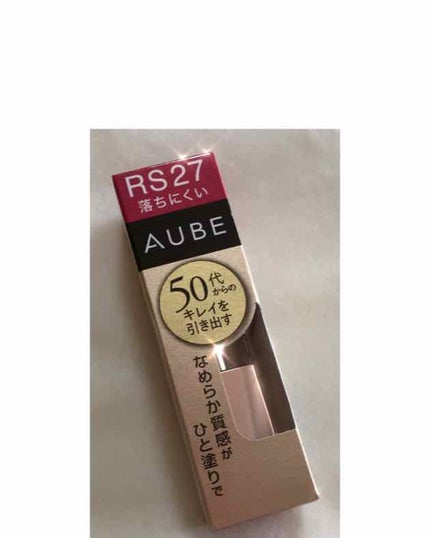 RS27
落ちにくい
AUBE
50代
からの
キレイを
引き出す
なめらか質感が
ひと塗りで